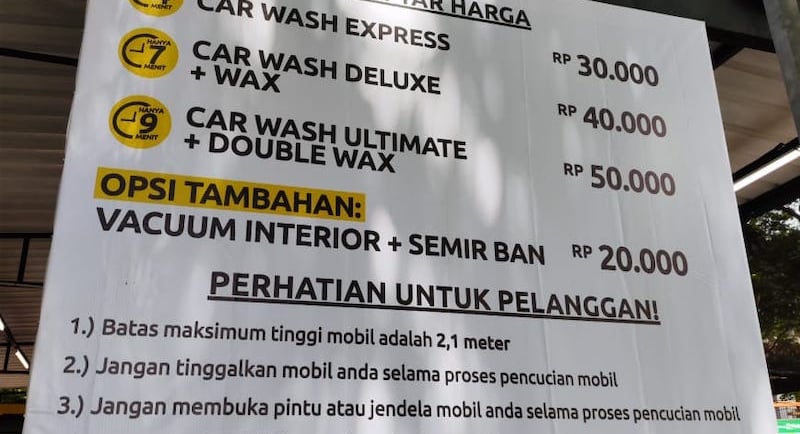 HARGA
MENIT
CAR WASH EXPRESS
RP 30.000
HANYA
7
MENIT
CAR WASH DELUXE
+ WAX
RP 40.000
HANYA
9
MENIT
CAR WASH ULTIMATE
+ DOUBLE WAX
RP 50.000
OPSI TAMBAHAN:
VACUUM INTERIOR + SEMIR BAN
RP 20.000
PERHATIAN UNTUK PELANGGAN!
1.) Batas maksimum tinggi mobil adalah 2,1 meter
2.) Jangan tinggalkan mobil anda selama proses pencucian mobil
3.) Jangan membuka pintu atau jendela mobil anda selama proses pencucian mobil